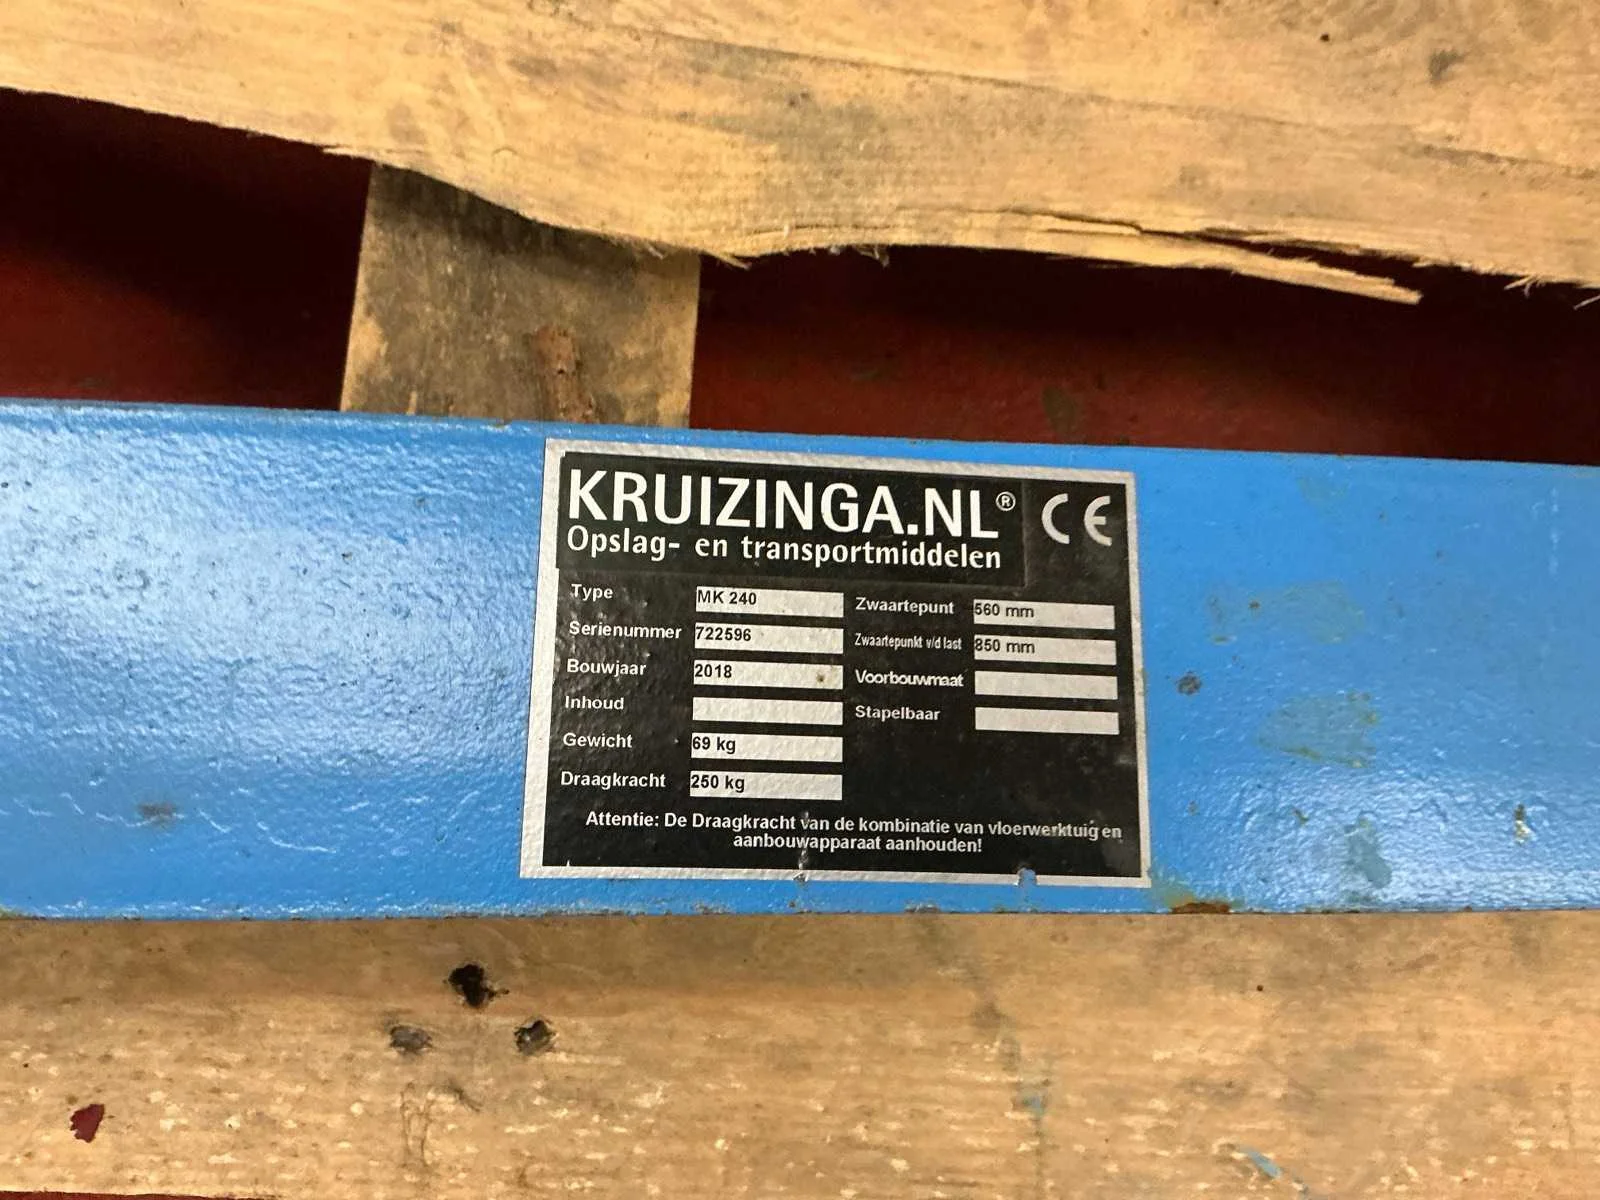 KRUIZINGA.NL®
CE
Opslag- en transportmiddelen
Type MK 240
Serienummer 722596
Bouwjaar 2018
Inhoud
Gewicht 69 kg
Draagkracht 250 kg
Zwaartepunt 560 mm
Zwaartepunkt v/d last 850 mm
Voorbouwmaat
Stapelbaar
Attentie: De Draagkracht van de kombinatie van vloerwerktuig en
aanbouwapparaat aanhouden!